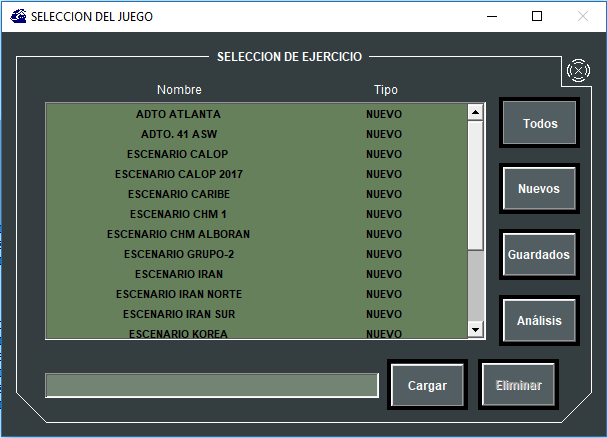 SELECCION DEL JUEGO
SELECCION DE EJERCICIO
Nombre Tipo
ADTO ATLANTA NUEVO
ADTO. 41 ASW NUEVO
ESCENARIO CALOP NUEVO
ESCENARIO CALOP 2017 NUEVO
ESCENARIO CARIBE NUEVO
ESCENARIO CHM 1 NUEVO
ESCENARIO CHM ALBORAN NUEVO
ESCENARIO GRUPO-2 NUEVO
ESCENARIO IRAN NUEVO
ESCENARIO IRAN NORTE NUEVO
ESCENARIO IRAN SUR NUEVO
ESCENARIO KOREA NUEVO
Todos
Nuevos
Guardados
Análisis
Cargar Eliminar